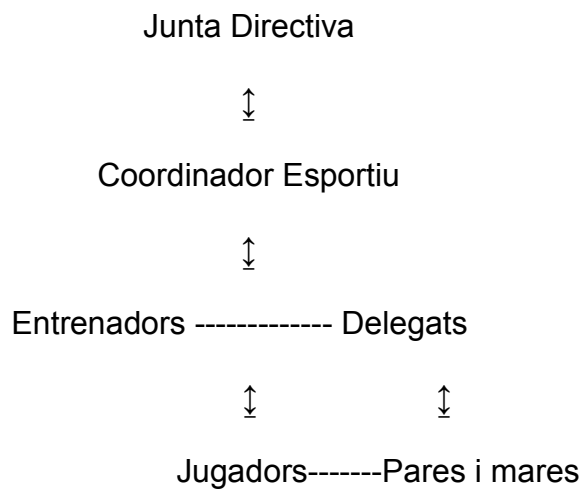 Junta Directiva
↨
Coordinador Esportiu
↨
Entrenadors ------------- Delegats
↨ ↨
Jugadors-------Pares i mares